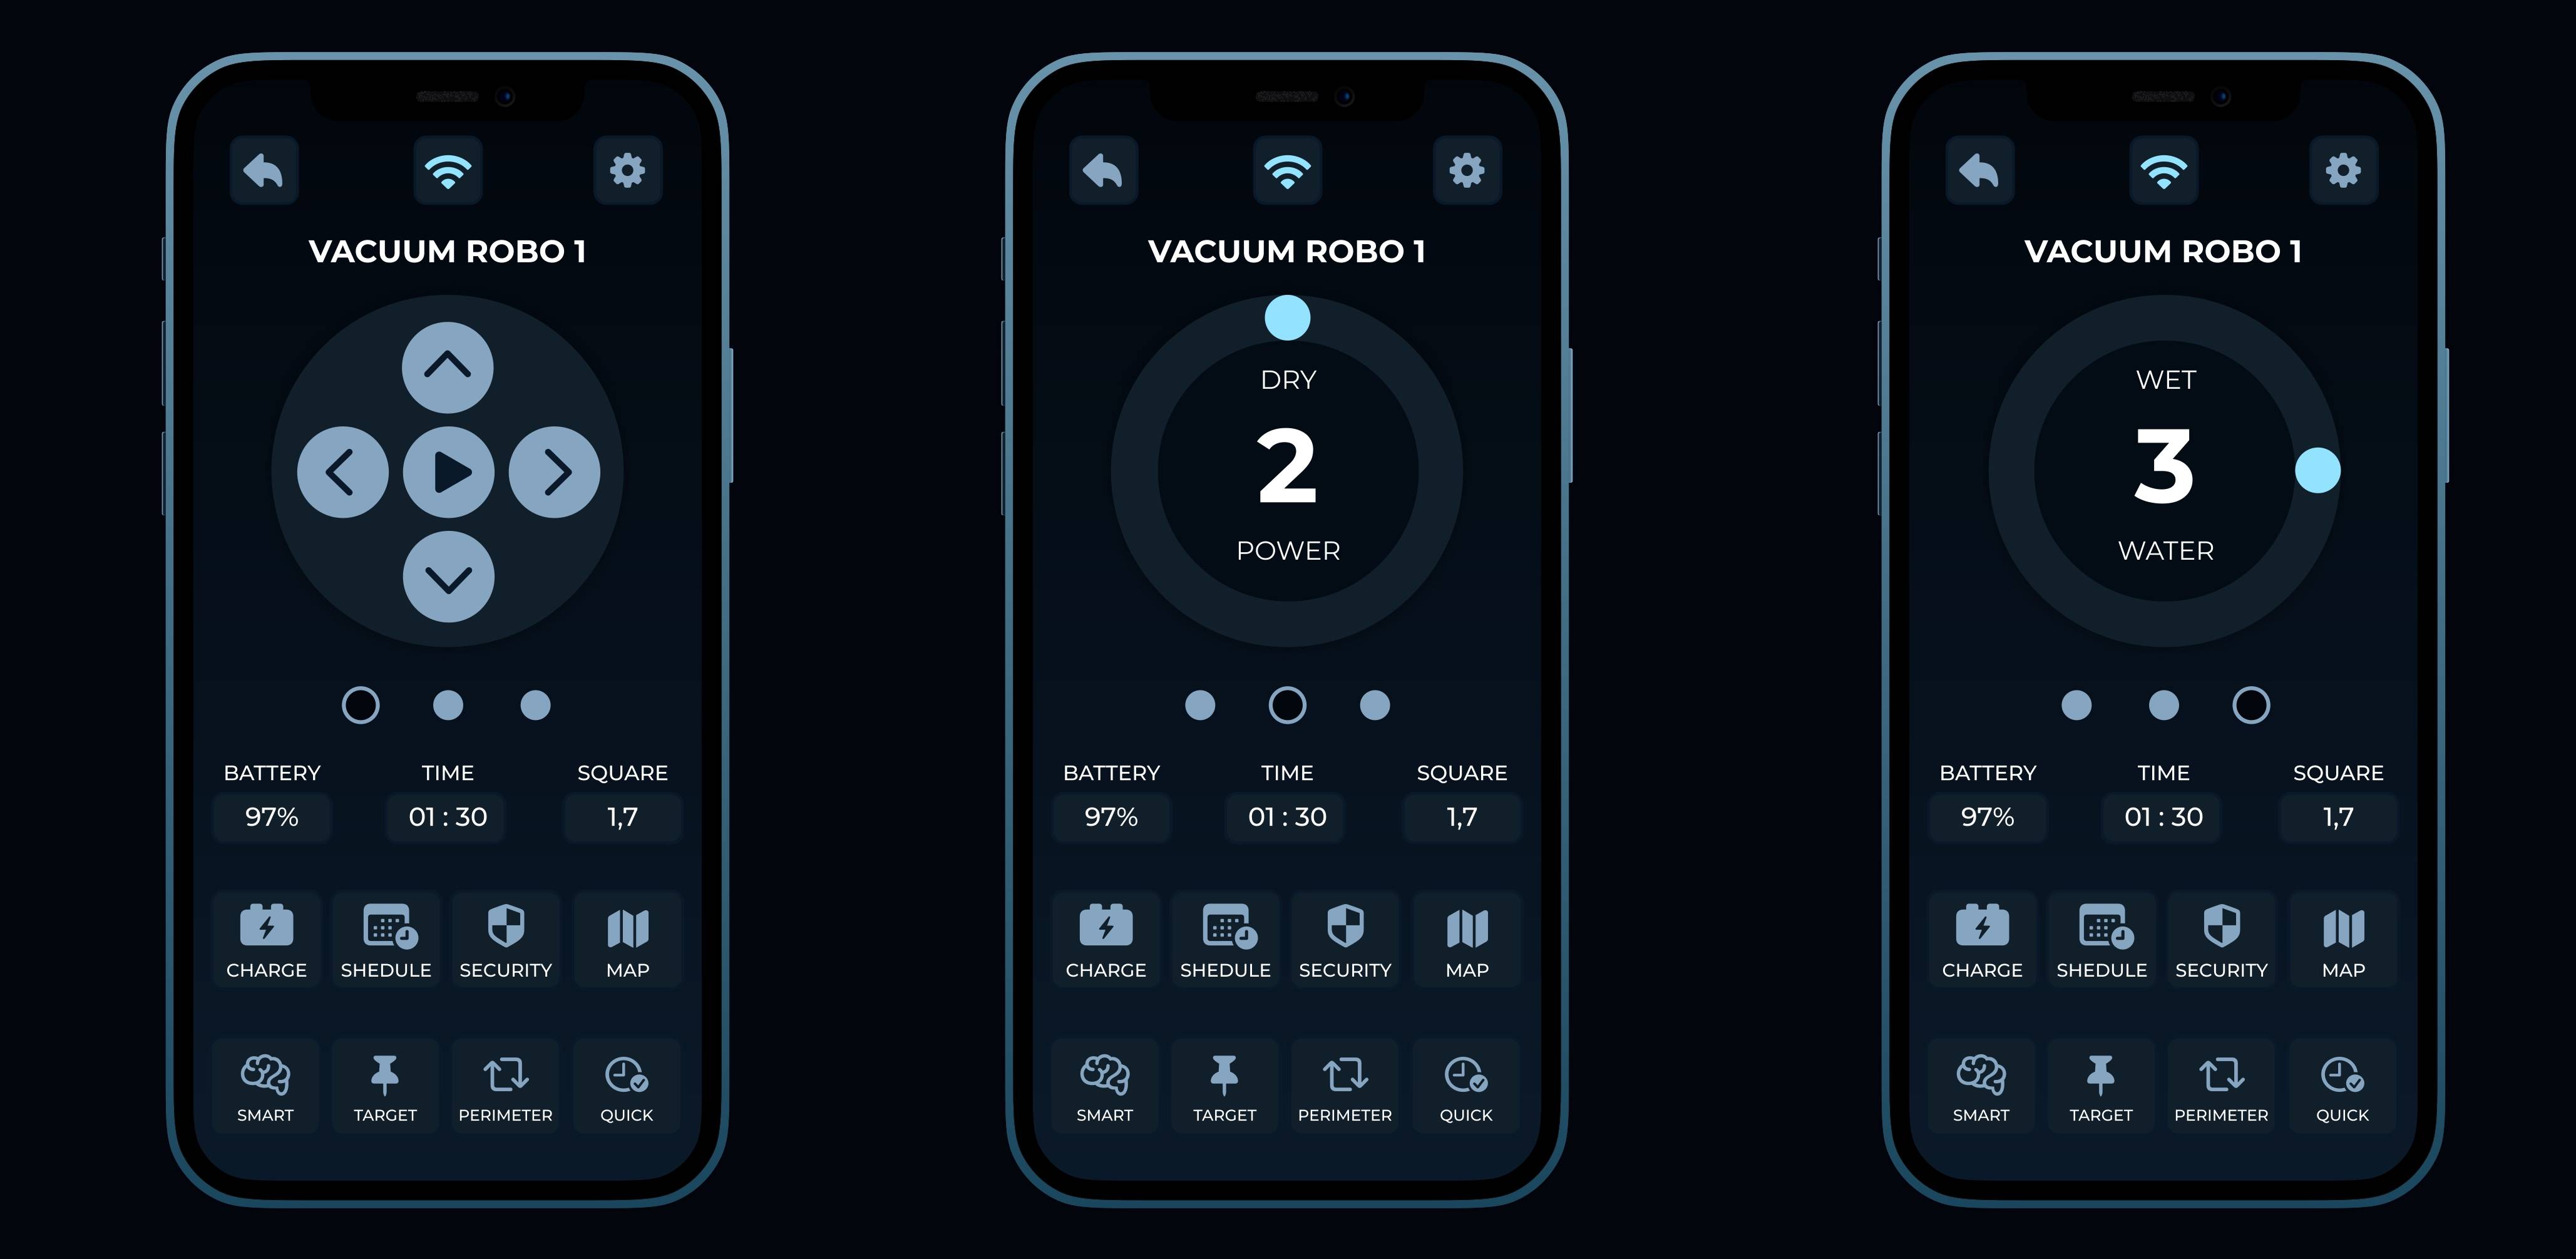 VACUUM ROBO 1
BATTERY TIME SQUARE
97% 01 : 30 1,7
CHARGE SHEDULE SECURITY MAP
SMART TARGET PERIMETER QUICK
VACUUM ROBO 1
DRY
2
POWER
BATTERY TIME SQUARE
97% 01 : 30 1,7
CHARGE SHEDULE SECURITY MAP
SMART TARGET PERIMETER QUICK
VACUUM ROBO 1
WET
3
WATER
BATTERY TIME SQUARE
97% 01 : 30 1,7
CHARGE SHEDULE SECURITY MAP
SMART TARGET PERIMETER QUICK